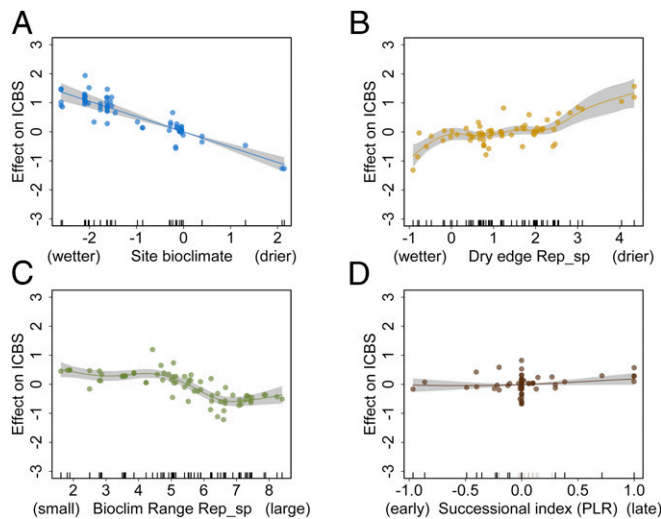 A
B
Effect on ICBS
3
2
1
0
-1
-2
-3
-2 -1 0 1 2
(wetter) Site bioclimate (drier)
Effect on ICBS
3
2
1
0
-1
-2
-3
-1 0 1 2 3 4
(wetter) Dry edge Rep_sp (drier)
C
D
Effect on ICBS
3
2
1
0
-1
-2
-3
2 3 4 5 6 7 8
(small) Bioclim Range Rep_sp (large)
Effect on ICBS
3
2
1
0
-1
-2
-3
-1.0 -0.5 0.0 0.5 1.0
(early) Successional index (PLR) (late)